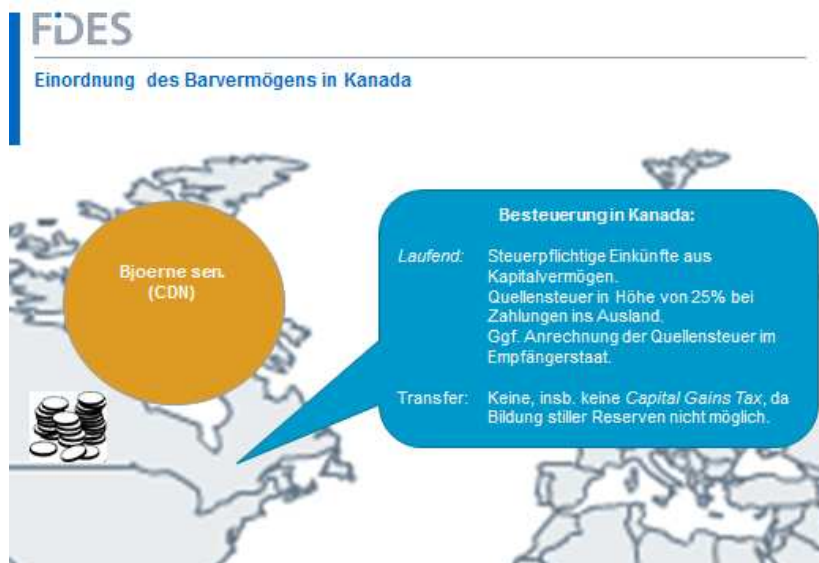 FiDES
Einordnung des Barvermögens in Kanada
Bjoerne sen.
(CDN)
Besteuerung in Kanada:
Laufend: Steuerpflichtige Einkünfte aus
Kapitalvermögen.
Quellensteuer in Höhe von 25% bei
Zahlungen ins Ausland.
Ggf. Anrechnung der Quellensteuer im
Empfängerstaat.
Transfer: Keine, insb. keine Capital Gains Tax, da
Bildung stiller Reserven nicht möglich.